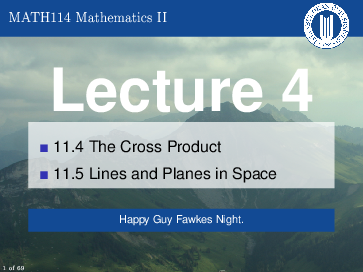 MATH114 Mathematics II
Lecture 4
11.4 The Cross Product
11.5 Lines and Planes in Space
Happy Guy Fawkes Night.
1 of 69